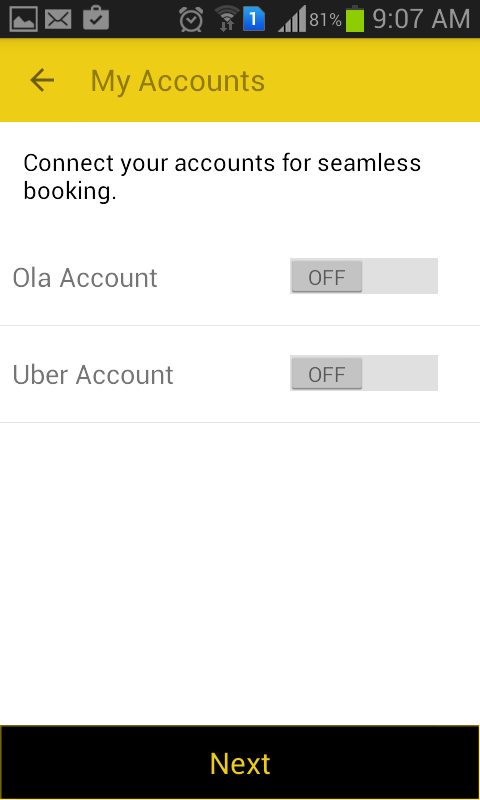 1 81% 9:07 AM
My Accounts
Connect your accounts for seamless
booking.
Ola Account OFF
Uber Account OFF
Next